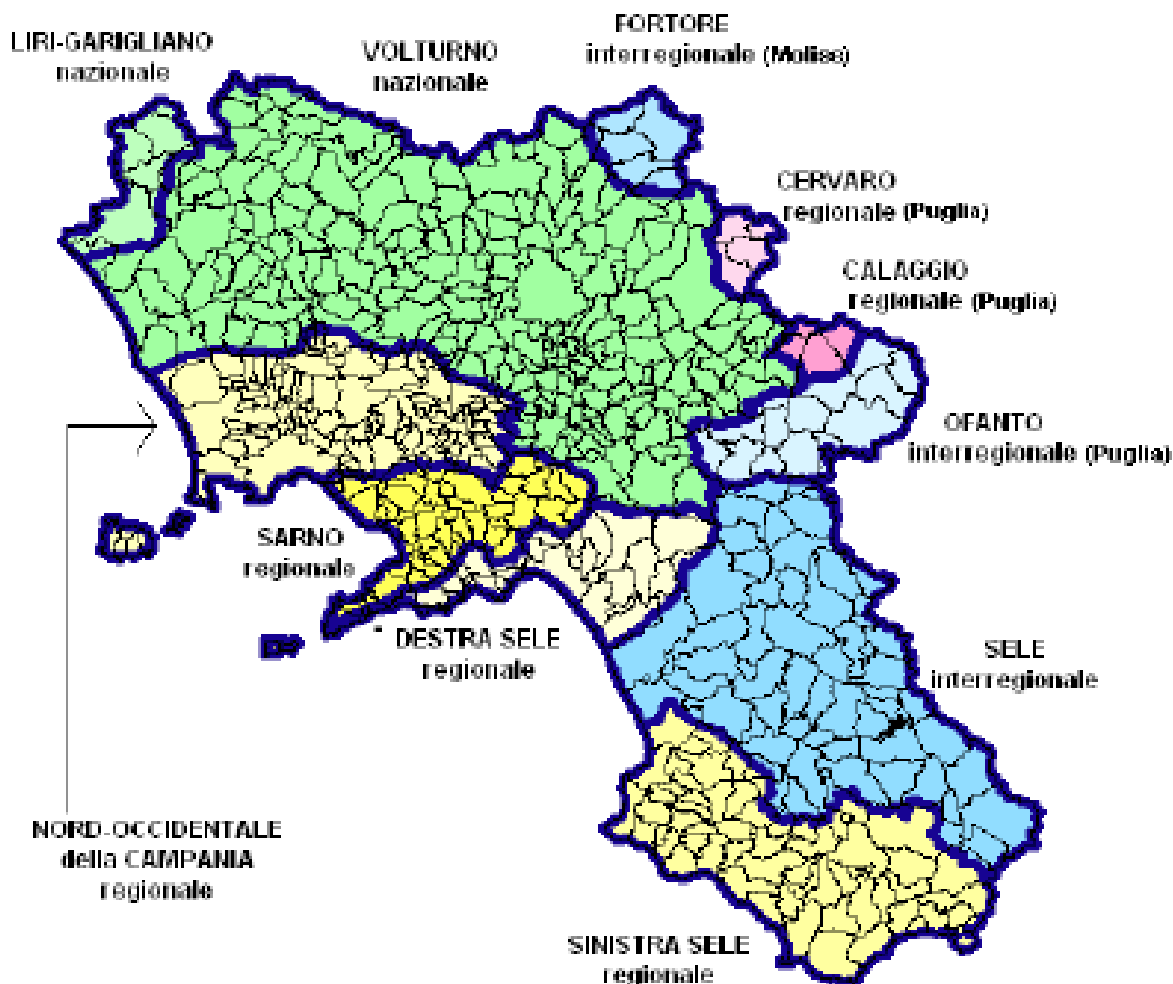 LIRI-GARIGLIANO
nazionale
VOLTURNO
nazionale
FORTORE
interregionale (Molise)
CERVARO
regionale (Puglia)
CALAGGIO
regionale (Puglia)
OFANTO
interregionale (Puglia)
SARNO
regionale
DESTRA SELE
regionale
SELE
interregionale
NORD-OCCIDENTALE
della CAMPANIA
regionale
SINISTRA SELE
regionale